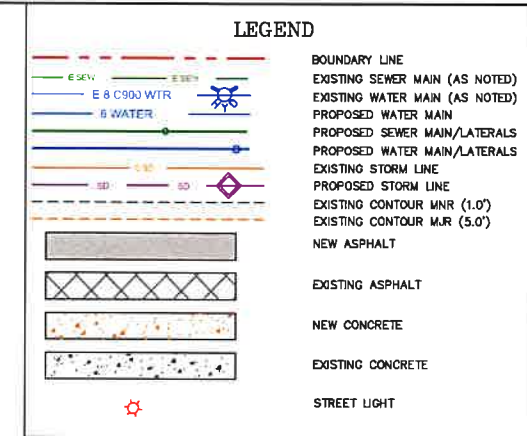 LEGEND
BOUNDARY LINE
E SEW E SEW EXISTING SEWER MAIN (AS NOTED)
E 8 C900 WTR EXISTING WATER MAIN (AS NOTED)
6 WATER PROPOSED WATER MAIN
PROPOSED SEWER MAIN/LATERALS
PROPOSED WATER MAIN/LATERALS
EXISTING STORM LINE
SD SD PROPOSED STORM LINE
EXISTING CONTOUR MNR (1.0')
EXISTING CONTOUR MJR (5.0')
NEW ASPHALT
EXISTING ASPHALT
NEW CONCRETE
EXISTING CONCRETE
STREET LIGHT